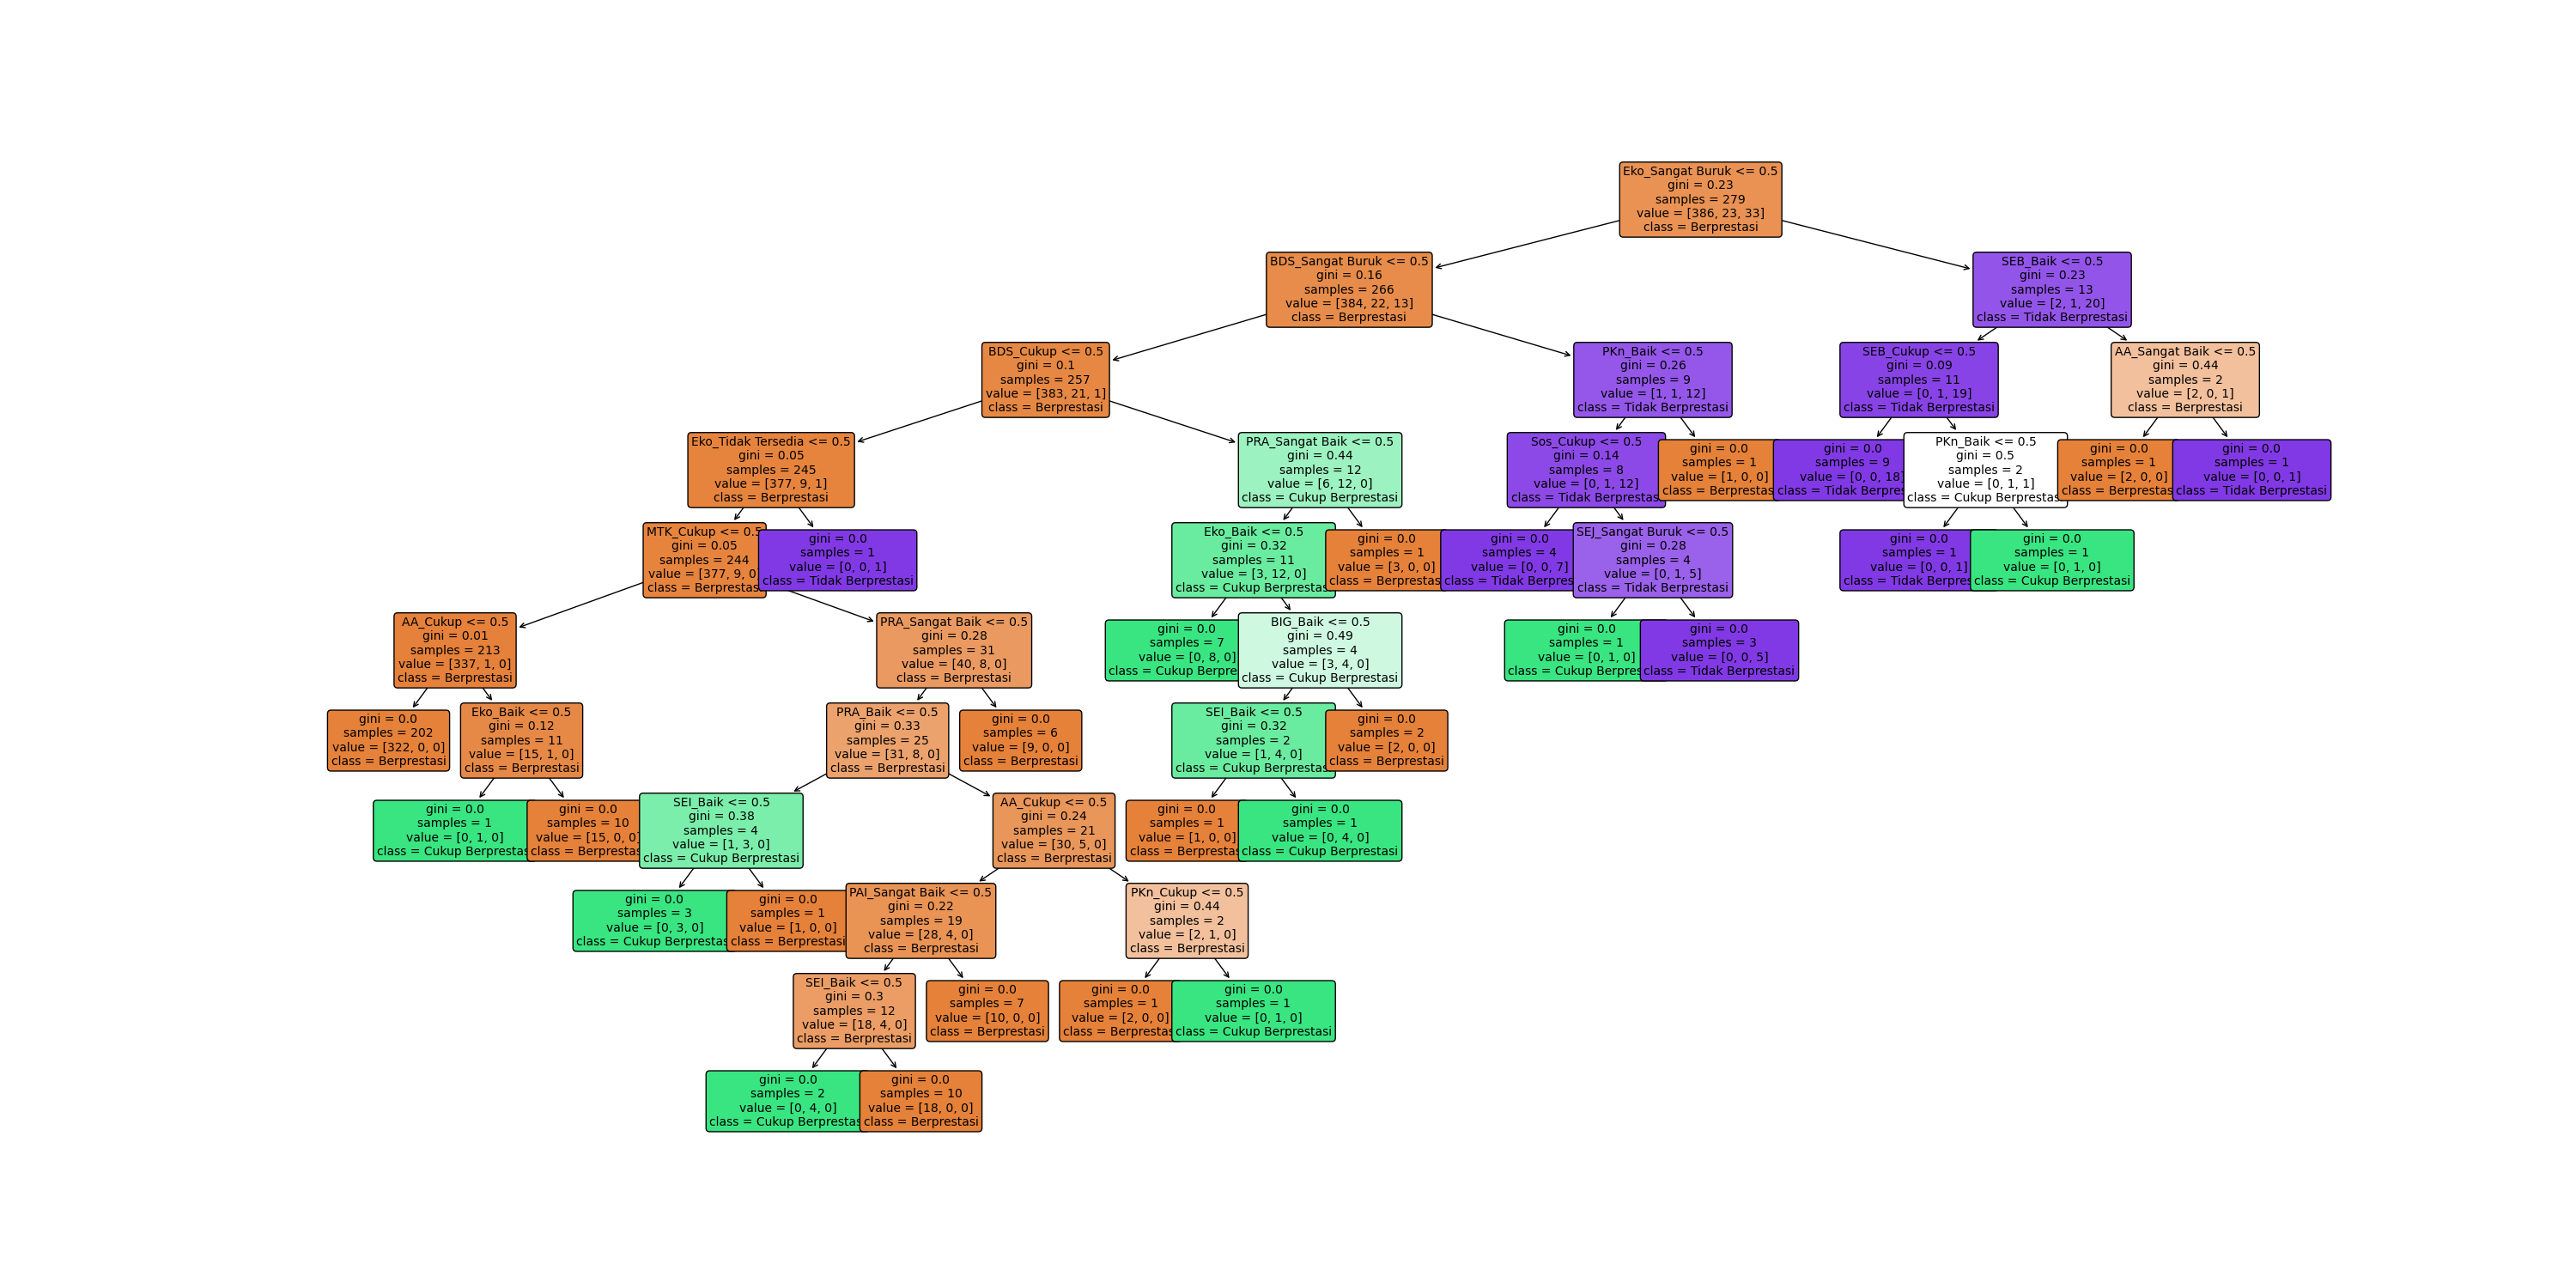 Eko_Sangat Buruk <= 0.5
gini = 0.23
samples = 279
value = [386, 23, 33]
class = Berprestasi
BDS_Sangat Buruk <= 0.5
gini = 0.16
samples = 266
value = [384, 22, 13]
class = Berprestasi
SEB_Baik <= 0.5
gini = 0.23
samples = 13
value = [2, 1, 20]
class = Tidak Berprestasi
BDS_Cukup <= 0.5
gini = 0.1
samples = 257
value = [383, 21, 1]
class = Berprestasi
PKn_Baik <= 0.5
gini = 0.26
samples = 9
value = [1, 1, 12]
class = Tidak Berprestasi
SEB_Cukup <= 0.5
gini = 0.09
samples = 11
value = [0, 1, 19]
class = Tidak Berprestasi
AA_Sangat Baik <= 0.5
gini = 0.44
samples = 2
value = [2, 0, 1]
class = Berprestasi
Eko_Tidak Tersedia <= 0.5
gini = 0.05
samples = 245
value = [377, 9, 1]
class = Berprestasi
PRA_Sangat Baik <= 0.5
gini = 0.44
samples = 12
value = [6, 12, 0]
class = Cukup Berprestasi
Sos_Cukup <= 0.5
gini = 0.14
samples = 8
value = [0, 1, 12]
class = Tidak Berprestas
gini = 0.0
samples = 1
value = [1, 0, 0]
class = Berprestas
gini = 0.0
samples = 9
value = [0, 0, 18]
class = Tidak Berpres
PKn_Baik <= 0.5
gini = 0.5
samples = 2
value = [0, 1, 1]
class = Cukup Berprestas
gini = 0.0
samples = 1
value = [2, 0, 0]
class = Berprestas
gini = 0.0
samples = 1
value = [0, 0, 1]
class = Tidak Berprestasi
MTK_Cukup <= 0.5
gini = 0.05
samples = 244
value = [377, 9, 0]
class = Berprestas
gini = 0.0
samples = 1
value = [0, 0, 1]
class = Tidak Berprestasi
Eko_Baik <= 0.5
gini = 0.32
samples = 11
value = [3, 12, 0]
class = Cukup Berprestas
gini = 0.0
samples = 1
value = [3, 0, 0]
class = Berprestas
gini = 0.0
samples = 4
value = [0, 0, 7]
class = Tidak Berpres
SEJ_Sangat Buruk <= 0.5
gini = 0.28
samples = 4
value = [0, 1, 5]
class = Tidak Berprestasi
gini = 0.0
samples = 1
value = [0, 0, 1]
class = Tidak Berpres
gini = 0.0
samples = 1
value = [0, 1, 0]
class = Cukup Berprestasi
AA_Cukup <= 0.5
gini = 0.01
samples = 213
value = [337, 1, 0]
class = Berprestasi
PRA_Sangat Baik <= 0.5
gini = 0.28
samples = 31
value = [40, 8, 0]
class = Berprestasi
gini = 0.0
samples = 7
value = [0, 8, 0]
class = Cukup Berpre
BIG_Baik <= 0.5
gini = 0.49
samples = 4
value = [3, 4, 0]
class = Cukup Berprestasi
gini = 0.0
samples = 1
value = [0, 1, 0]
class = Cukup Berpres
gini = 0.0
samples = 3
value = [0, 0, 5]
class = Tidak Berprestasi
gini = 0.0
samples = 202
value = [322, 0, 0]
class = Berprestasi
Eko_Baik <= 0.5
gini = 0.12
samples = 11
value = [15, 1, 0]
class = Berprestasi
PRA_Baik <= 0.5
gini = 0.33
samples = 25
value = [31, 8, 0]
class = Berprestasi
gini = 0.0
samples = 6
value = [9, 0, 0]
class = Berprestasi
SEI_Baik <= 0.5
gini = 0.32
samples = 2
value = [1, 4, 0]
class = Cukup Berprestas
gini = 0.0
samples = 2
value = [2, 0, 0]
class = Berprestasi
gini = 0.0
samples = 1
value = [0, 1, 0]
class = Cukup Berprestas
gini = 0.0
samples = 10
value = [15, 0, 0]
class = Berprestas
SEI_Baik <= 0.5
gini = 0.38
samples = 4
value = [1, 3, 0]
class = Cukup Berprestasi
AA_Cukup <= 0.5
gini = 0.24
samples = 21
value = [30, 5, 0]
class = Berprestasi
gini = 0.0
samples = 1
value = [1, 0, 0]
class = Berprestas
gini = 0.0
samples = 1
value = [0, 4, 0]
class = Cukup Berprestasi
gini = 0.0
samples = 3
value = [0, 3, 0]
class = Cukup Berprestas
gini = 0.0
samples = 1
value = [1, 0, 0]
class = Berprestasi
PAI_Sangat Baik <= 0.5
gini = 0.22
samples = 19
value = [28, 4, 0]
class = Berprestasi
PKn_Cukup <= 0.5
gini = 0.44
samples = 2
value = [2, 1, 0]
class = Berprestasi
SEI_Baik <= 0.5
gini = 0.3
samples = 12
value = [18, 4, 0]
class = Berprestasi
gini = 0.0
samples = 7
value = [10, 0, 0]
class = Berprestasi
gini = 0.0
samples = 1
value = [2, 0, 0]
class = Berprestas
gini = 0.0
samples = 1
value = [0, 1, 0]
class = Cukup Berprestasi
gini = 0.0
samples = 2
value = [0, 4, 0]
class = Cukup Berprestas
gini = 0.0
samples = 10
value = [18, 0, 0]
class = Berprestasi